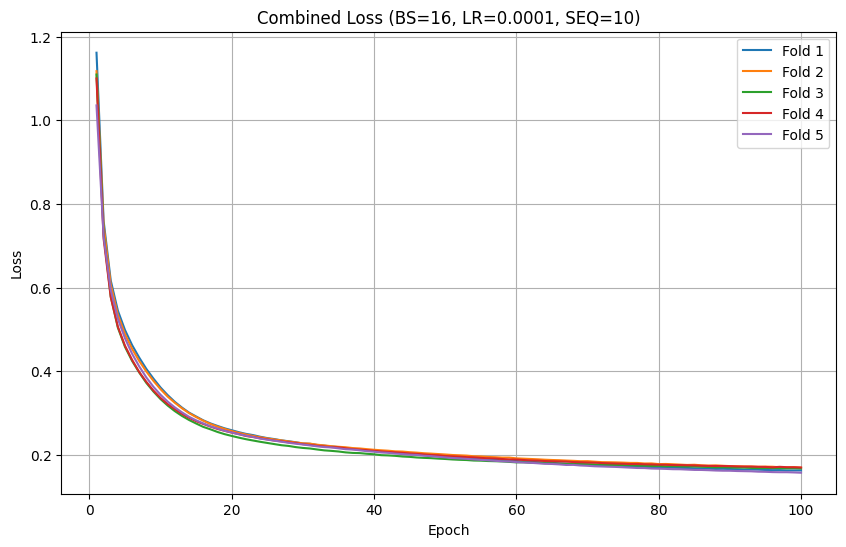 Combined Loss (BS=16, LR=0.0001, SEQ=10)
Fold 1
Fold 2
Fold 3
Fold 4
Fold 5
Loss
1.2
1.0
0.8
0.6
0.4
0.2
0
20
40
60
80
100
Epoch